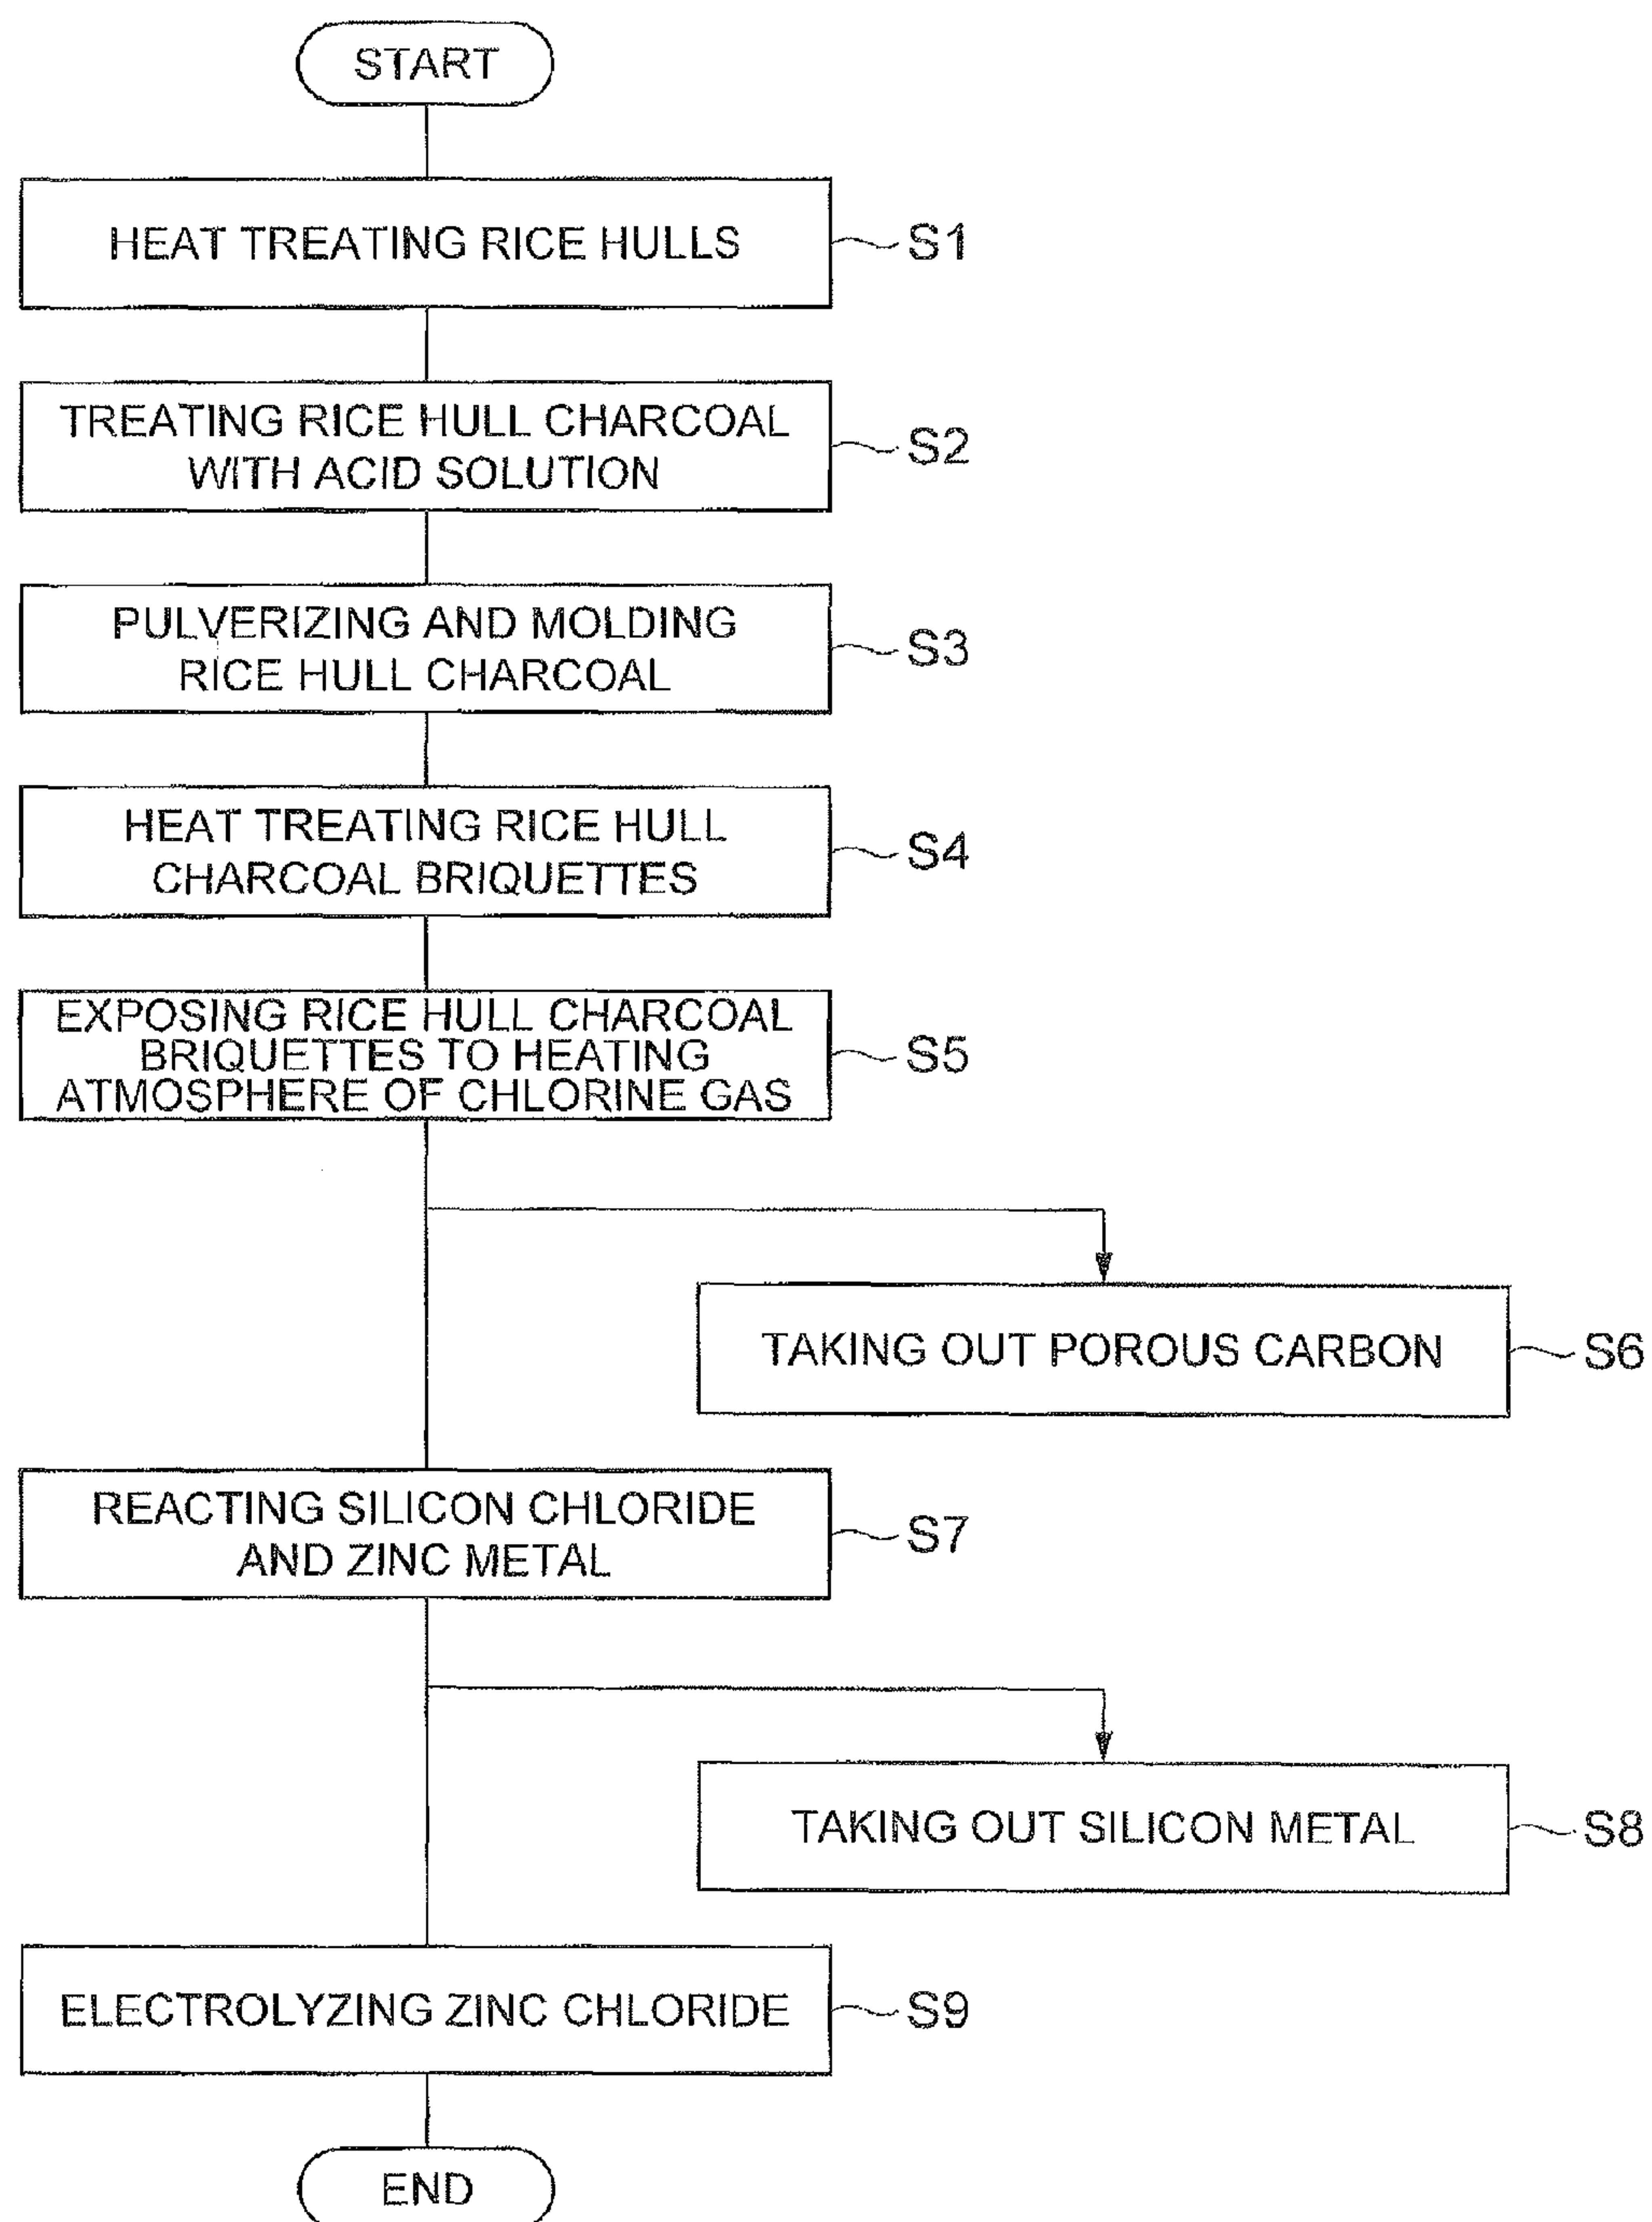 START
HEAT TREATING RICE HULLS
S1
TREATING RICE HULL CHARCOAL
WITH ACID SOLUTION
S2
PULVERIZING AND MOLDING
RICE HULL CHARCOAL
S3
HEAT TREATING RICE HULL
CHARCOAL BRIQUETTES
S4
EXPOSING RICE HULL CHARCOAL
BRIQUETTES TO HEATING
ATMOSPHERE OF CHLORINE GAS
S5
TAKING OUT POROUS CARBON
S6
REACTING SILICON CHLORIDE
AND ZINC METAL
S7
TAKING OUT SILICON METAL
S8
ELECTROLYZING ZINC CHLORIDE
S9
END